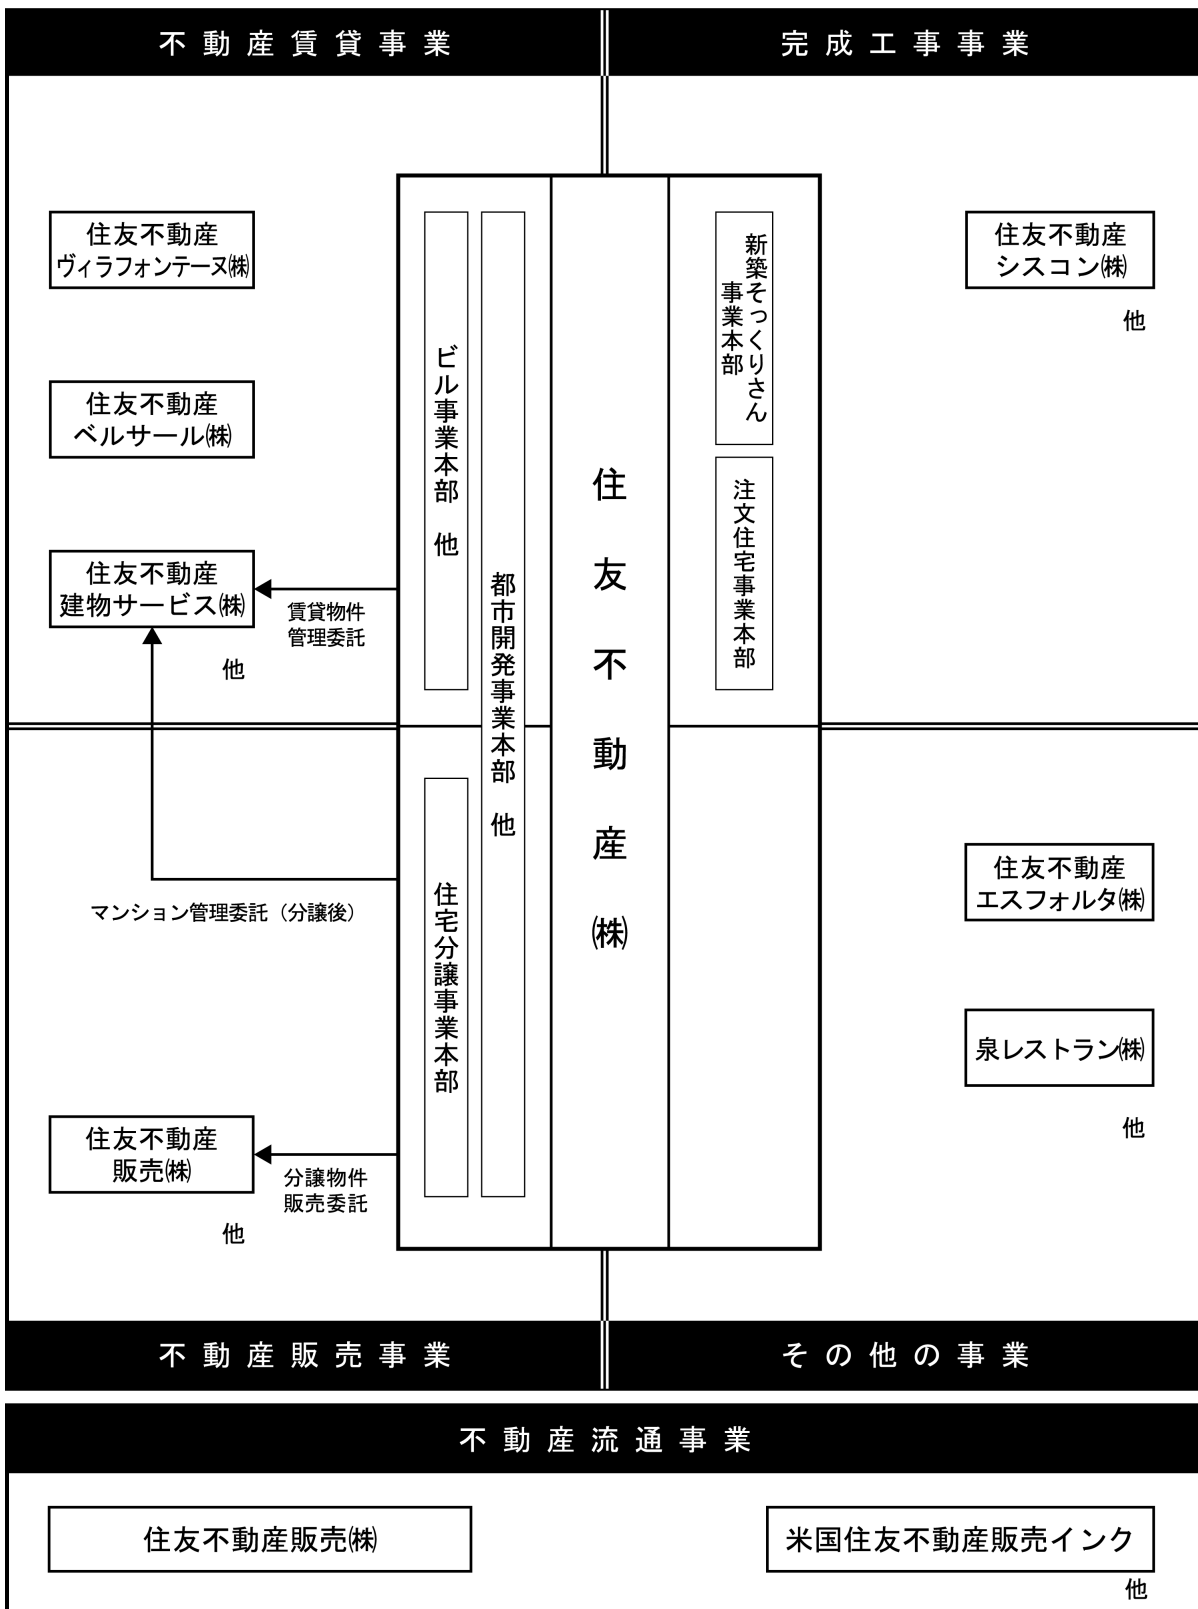 不動産賃貸事業
完成工事事業
住友不動産
ヴィラフォンテーヌ㈱
住友不動産
ベルサール㈱
住友不動産
建物サービス㈱
他
賃貸物件
管理委託
ビル事業本部　他
都市開発事業本部　他
住友不動産㈱
新築そっくりさん
事業本部
注文住宅事業本部
住友不動産
シスコン㈱
他
マンション管理委託（分譲後）
住宅分譲事業本部
住友不動産
販売㈱
他
分譲物件
販売委託
住友不動産
エスフォルタ㈱
泉レストラン㈱
他
不動産販売事業
その他の事業
不動産流通事業
住友不動産販売㈱
米国住友不動産販売インク
他